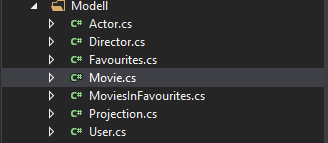 Modell
C# Actor.cs
C# Director.cs
C# Favourites.cs
C# Movie.cs
C# MoviesInFavourites.cs
C# Projection.cs
C# User.cs